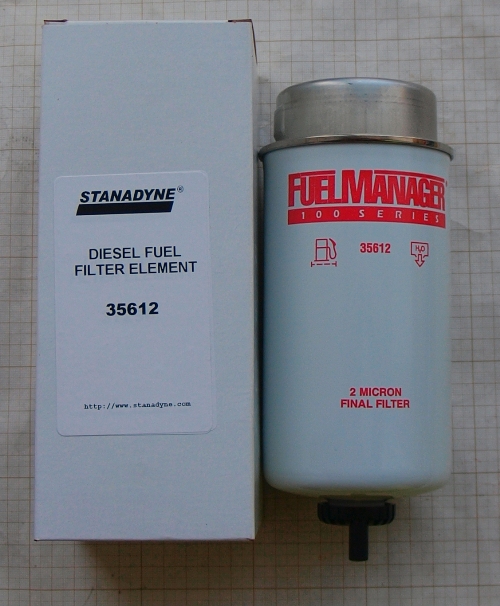 STANADYNE®
DIESEL FUEL
FILTER ELEMENT
35612
http://www.stanadyne.com
FUELMANAGER
100 SERIES
35612
H₂O
2 MICRON
FINAL FILTER